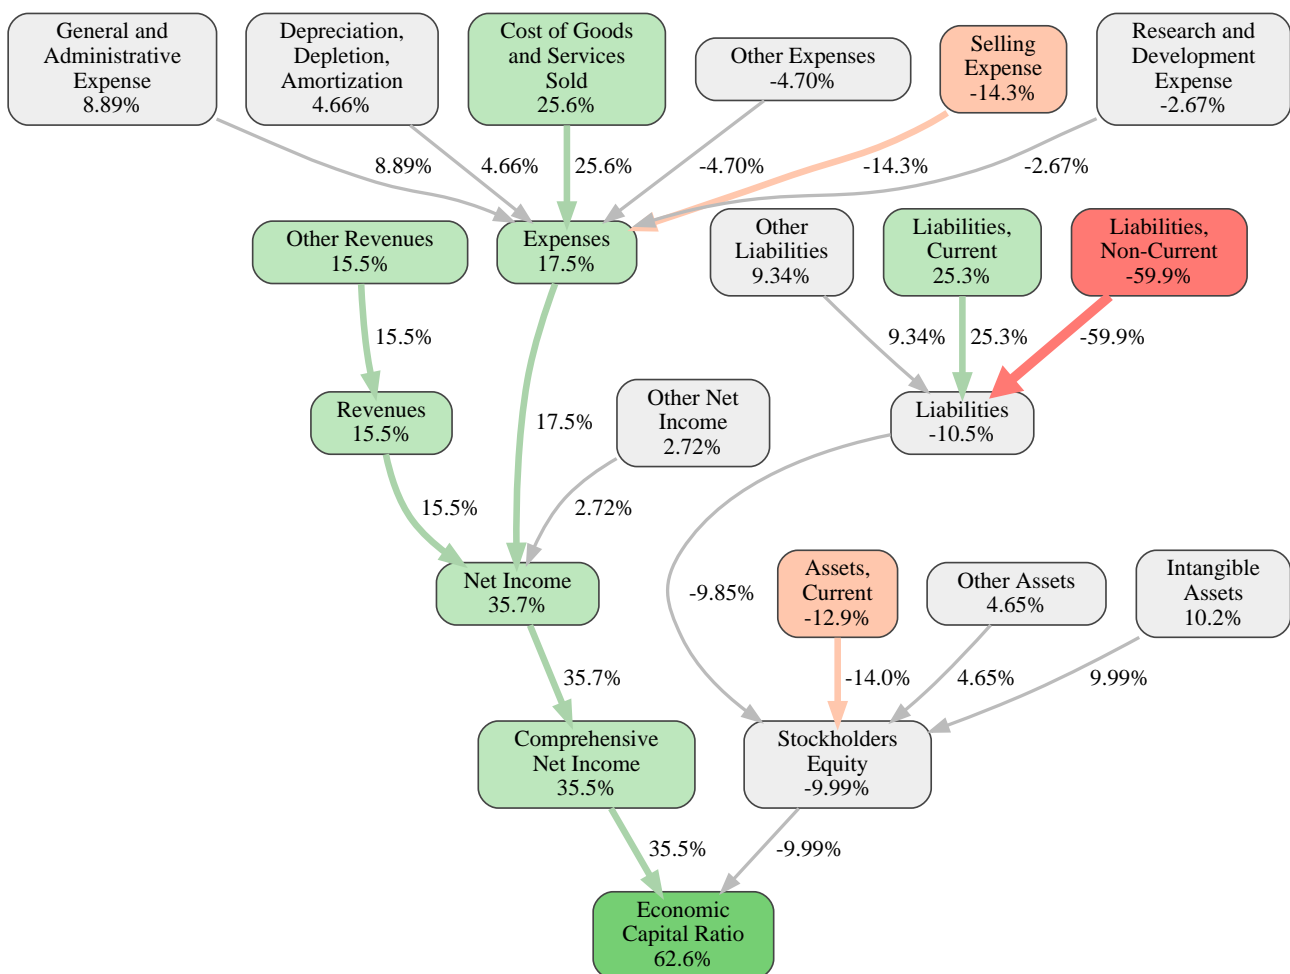 General and
Administrative
Expense
8.89%
Depreciation,
Depletion,
Amortization
4.66%
Cost of Goods
and Services
Sold
25.6%
Other Expenses
-4.70%
Selling
Expense
-14.3%
Research and
Development
Expense
-2.67%
8.89%
4.66%
25.6%
-4.70%
-14.3%
-2.67%
Other Revenues
15.5%
Expenses
17.5%
Other
Liabilities
9.34%
Liabilities,
Current
25.3%
Liabilities,
Non-Current
-59.9%
15.5%
9.34%
25.3%
-59.9%
Revenues
15.5%
17.5%
Other Net
Income
2.72%
Liabilities
-10.5%
15.5%
2.72%
Net Income
35.7%
-9.85%
Assets,
Current
-12.9%
Other Assets
4.65%
Intangible
Assets
10.2%
35.7%
-14.0%
4.65%
9.99%
Comprehensive
Net Income
35.5%
Stockholders
Equity
-9.99%
35.5%
-9.99%
Economic
Capital Ratio
62.6%